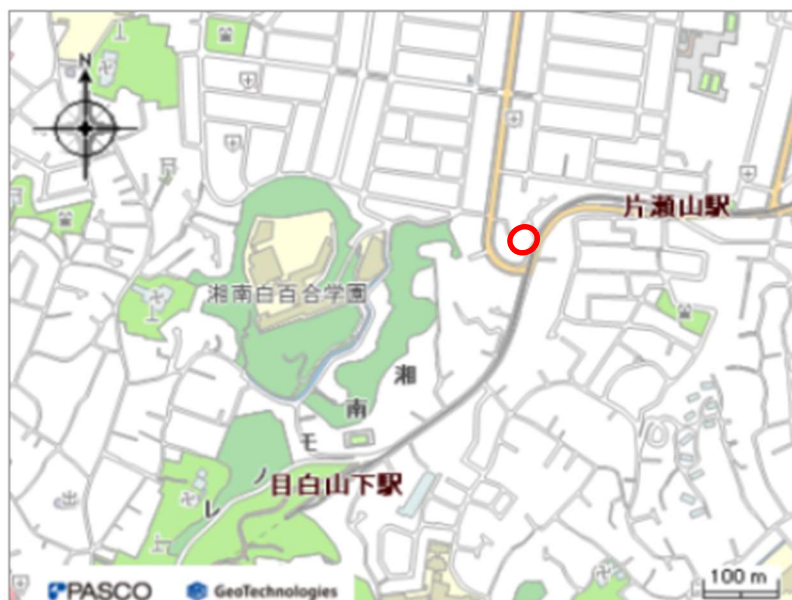 N
片瀬山駅
湘南白百合学園
湘
南
モ
ノ
レ
目白山下駅
PASCO
GeoTechnologies
100 m